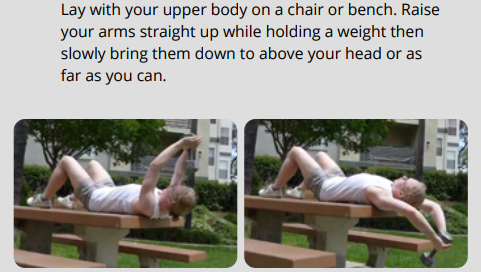 Lay with your upper body on a chair or bench. Raise
your arms straight up while holding a weight then
slowly bring them down to above your head or as
far as you can.